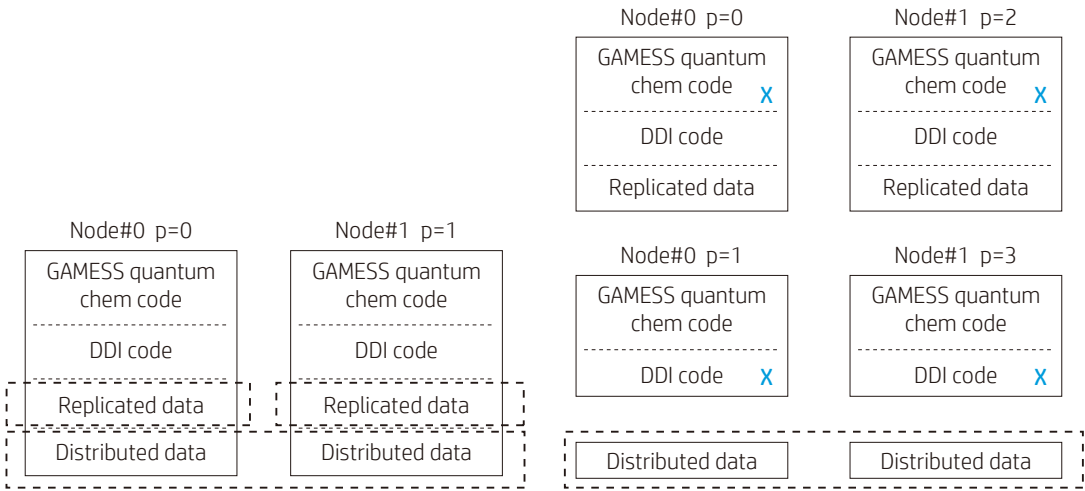 Node#0 p=0
GAMESS quantum
chem code
DDI code
Replicated data
Distributed data
Node#1 p=1
GAMESS quantum
chem code
DDI code
Replicated data
Distributed data
Node#0 p=0
GAMESS quantum
chem code X
DDI code
Replicated data
Node#1 p=2
GAMESS quantum
chem code X
DDI code
Replicated data
Node#0 p=1
GAMESS quantum
chem code
DDI code X
Node#1 p=3
GAMESS quantum
chem code
DDI code X
Distributed data
Distributed data